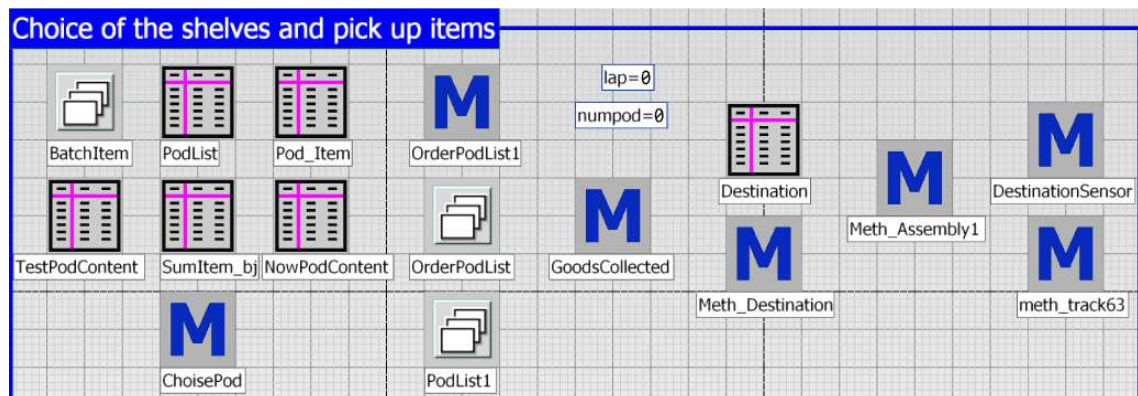 Choice of the shelves and pick up items
lap=0
numpod=0
M
M
BatchItem
PodList
Pod_Item
OrderPodList1
Destination
M
DestinationSensor
M
M
Meth_Assembly1
M
M
TestPodContent
SumItem_bj
NowPodContent
OrderPodList
GoodsCollected
Meth_Destination
meth_track63
M
ChoisePod
PodList1